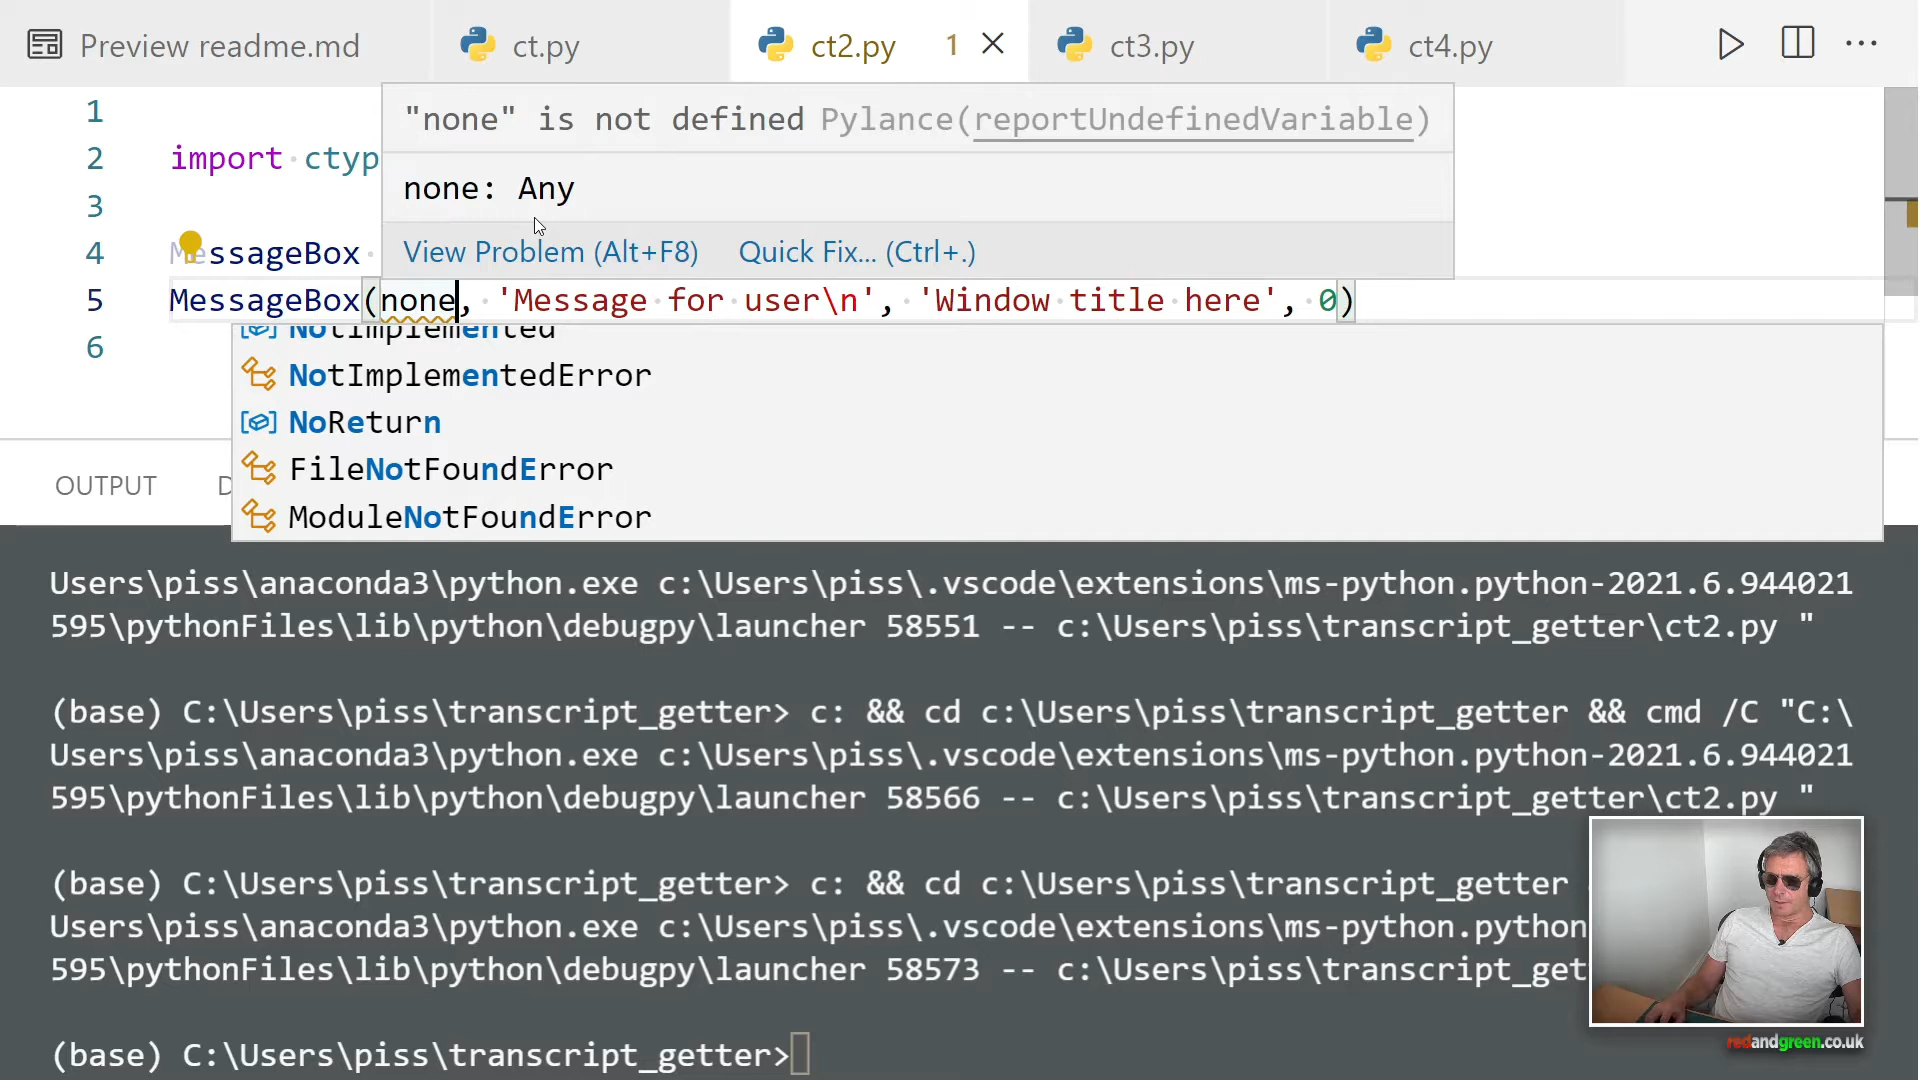 Preview readme.md
ct.py
ct2.py 1
ct3.py
ct4.py
"none" is not defined Pylance(reportUndefinedVariable)
none: Any
View Problem (Alt+F8) Quick Fix... (Ctrl+.)
1
2 import ctyp
3
4 MessageBox
5 MessageBox(none, 'Message for user\n', 'Window title here', 0)
6
NotImplemented
NotImplementedError
NoReturn
FileNotFoundError
ModuleNotFoundError
OUTPUT D
Users\piss\anaconda3\python.exe c:\Users\piss\.vscode\extensions\ms-python.python-2021.6.944021
595\pythonFiles\lib\python\debugpy\launcher 58551 -- c:\Users\piss\transcript_getter\ct2.py "
(base) C:\Users\piss\transcript_getter> c: && cd c:\Users\piss\transcript_getter && cmd /C "C:\
Users\piss\anaconda3\python.exe c:\Users\piss\.vscode\extensions\ms-python.python-2021.6.944021
595\pythonFiles\lib\python\debugpy\launcher 58566 -- c:\Users\piss\transcript_getter\ct2.py "
(base) C:\Users\piss\transcript_getter> c: && cd c:\Users\piss\transcript_getter
Users\piss\anaconda3\python.exe c:\Users\piss\.vscode\extensions\ms-python.python
595\pythonFiles\lib\python\debugpy\launcher 58573 -- c:\Users\piss\transcript_get
(base) C:\Users\piss\transcript_getter>
redandgreen.co.uk